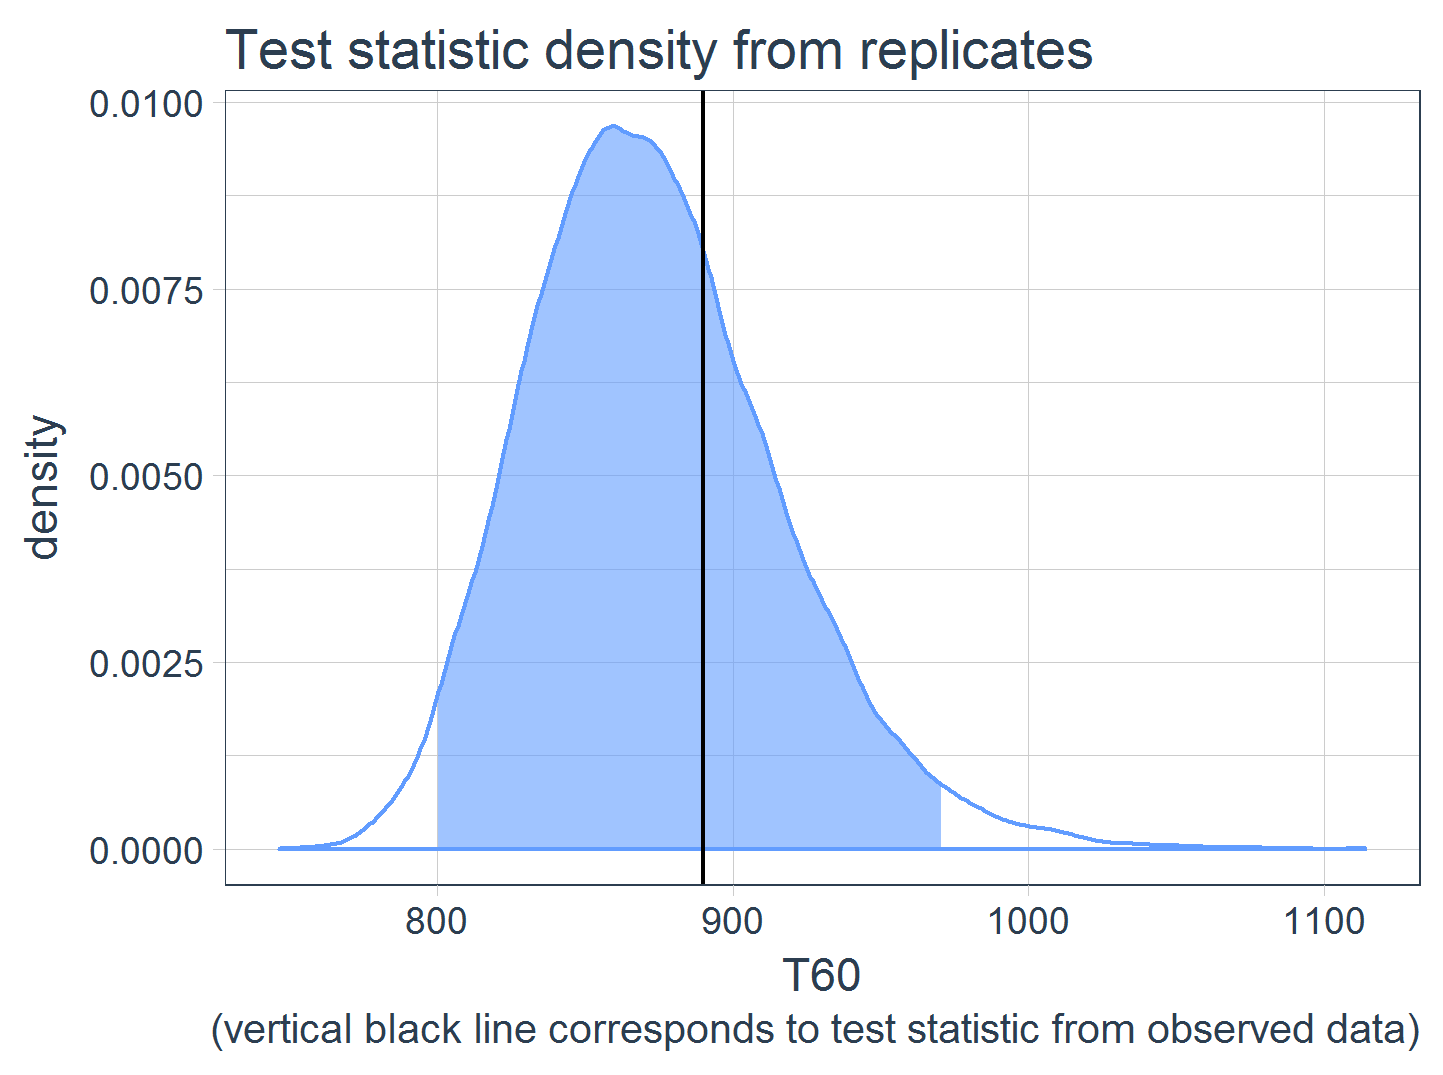 Test statistic density from replicates
0.0100
0.0075
0.0050
0.0025
0.0000
density
800 900 1000 1100
T60
(vertical black line corresponds to test statistic from observed data)